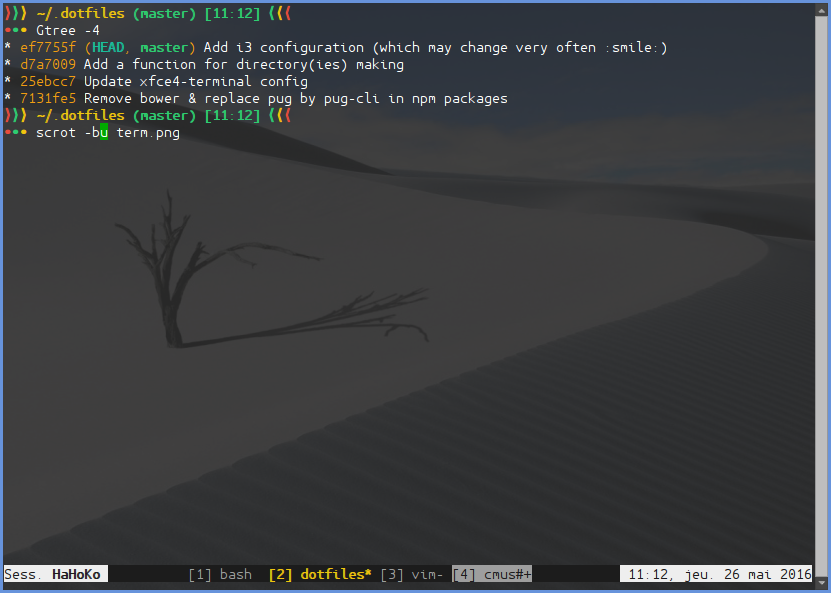 ⟫⟩ ~/.dotfiles (master) [11:12] ⟨⟪
••• Gtree -4
* ef7755f (HEAD, master) Add i3 configuration (which may change very often :smile:)
* d7a7009 Add a function for directory(ies) making
* 25ebcc7 Update xfce4-terminal config
* 7131fe5 Remove bower & replace pug by pug-cli in npm packages
⟫⟩ ~/.dotfiles (master) [11:12] ⟨⟪
••• scrot -bu term.png
Sess. HaHoKo [1] bash [2] dotfiles* [3] vim- [4] cmus#+ 11:12, jeu. 26 mai 2016